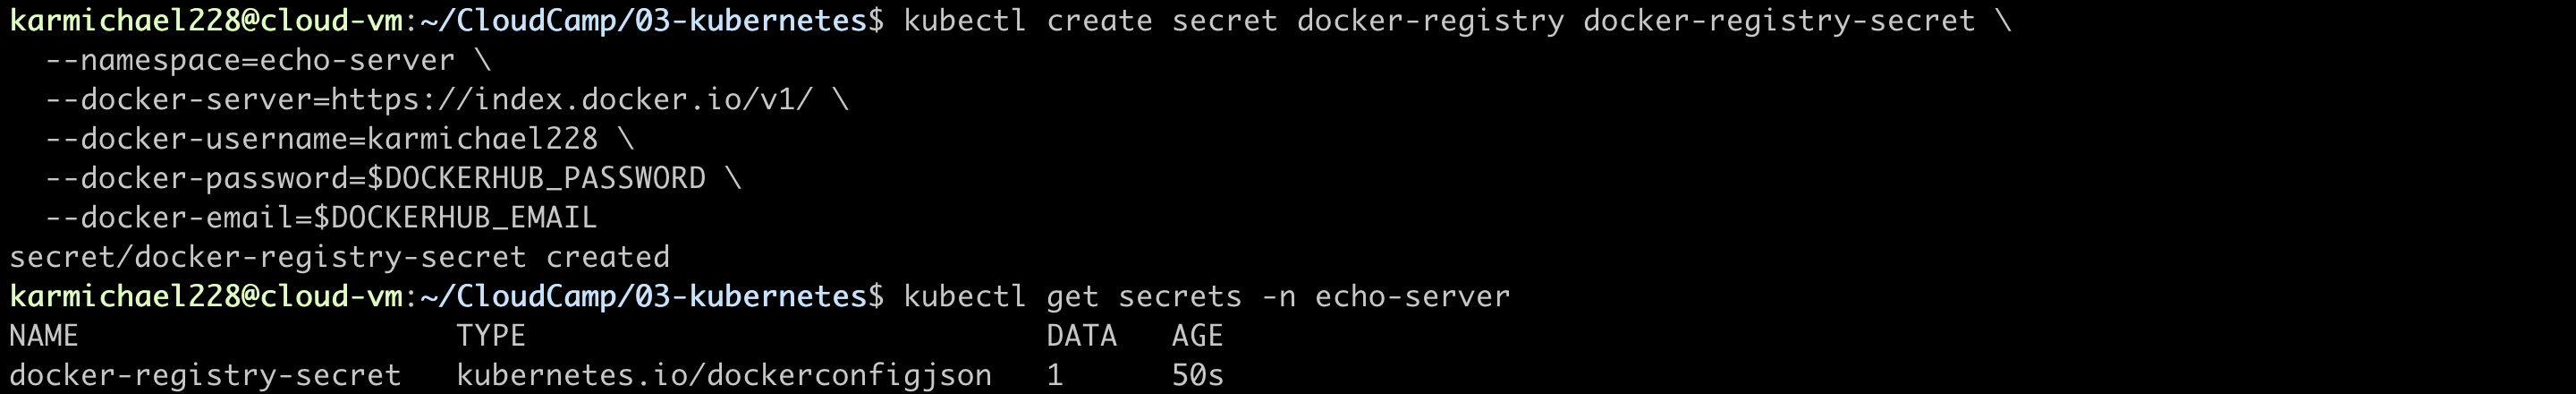 karmichael228@cloud-vm:~/CloudCamp/03-kubernetes$ kubectl create secret docker-registry docker-registry-secret \
  --namespace=echo-server \
  --docker-server=https://index.docker.io/v1/ \
  --docker-username=karmichael228 \
  --docker-password=$DOCKERHUB_PASSWORD \
  --docker-email=$DOCKERHUB_EMAIL
secret/docker-registry-secret created
karmichael228@cloud-vm:~/CloudCamp/03-kubernetes$ kubectl get secrets -n echo-server
NAME                     TYPE                             DATA   AGE
docker-registry-secret   kubernetes.io/dockerconfigjson   1      50s